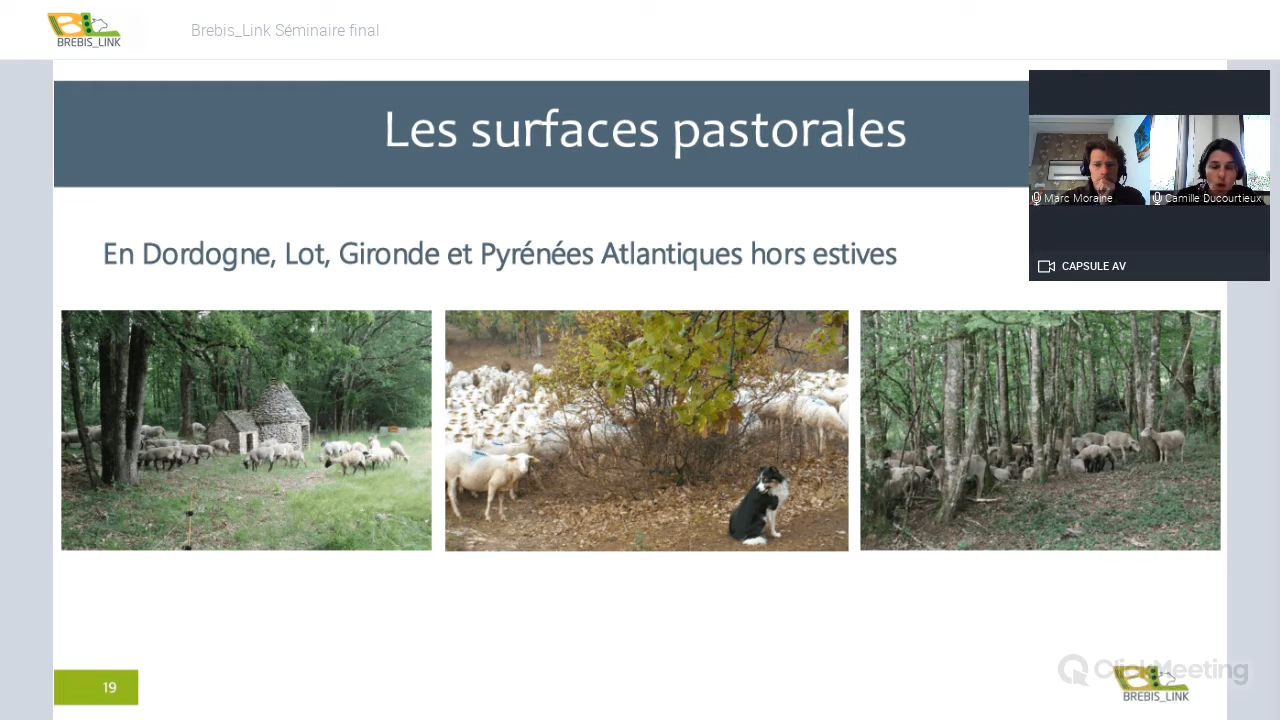 BREBIS_LINK
Brebis_Link Séminaire final
Les surfaces pastorales
Marc Moraine
Camille Ducourtieux
CAPSULE AV
En Dordogne, Lot, Gironde et Pyrénées Atlantiques hors estives
19
ClickMeeting
BREBIS_LINK